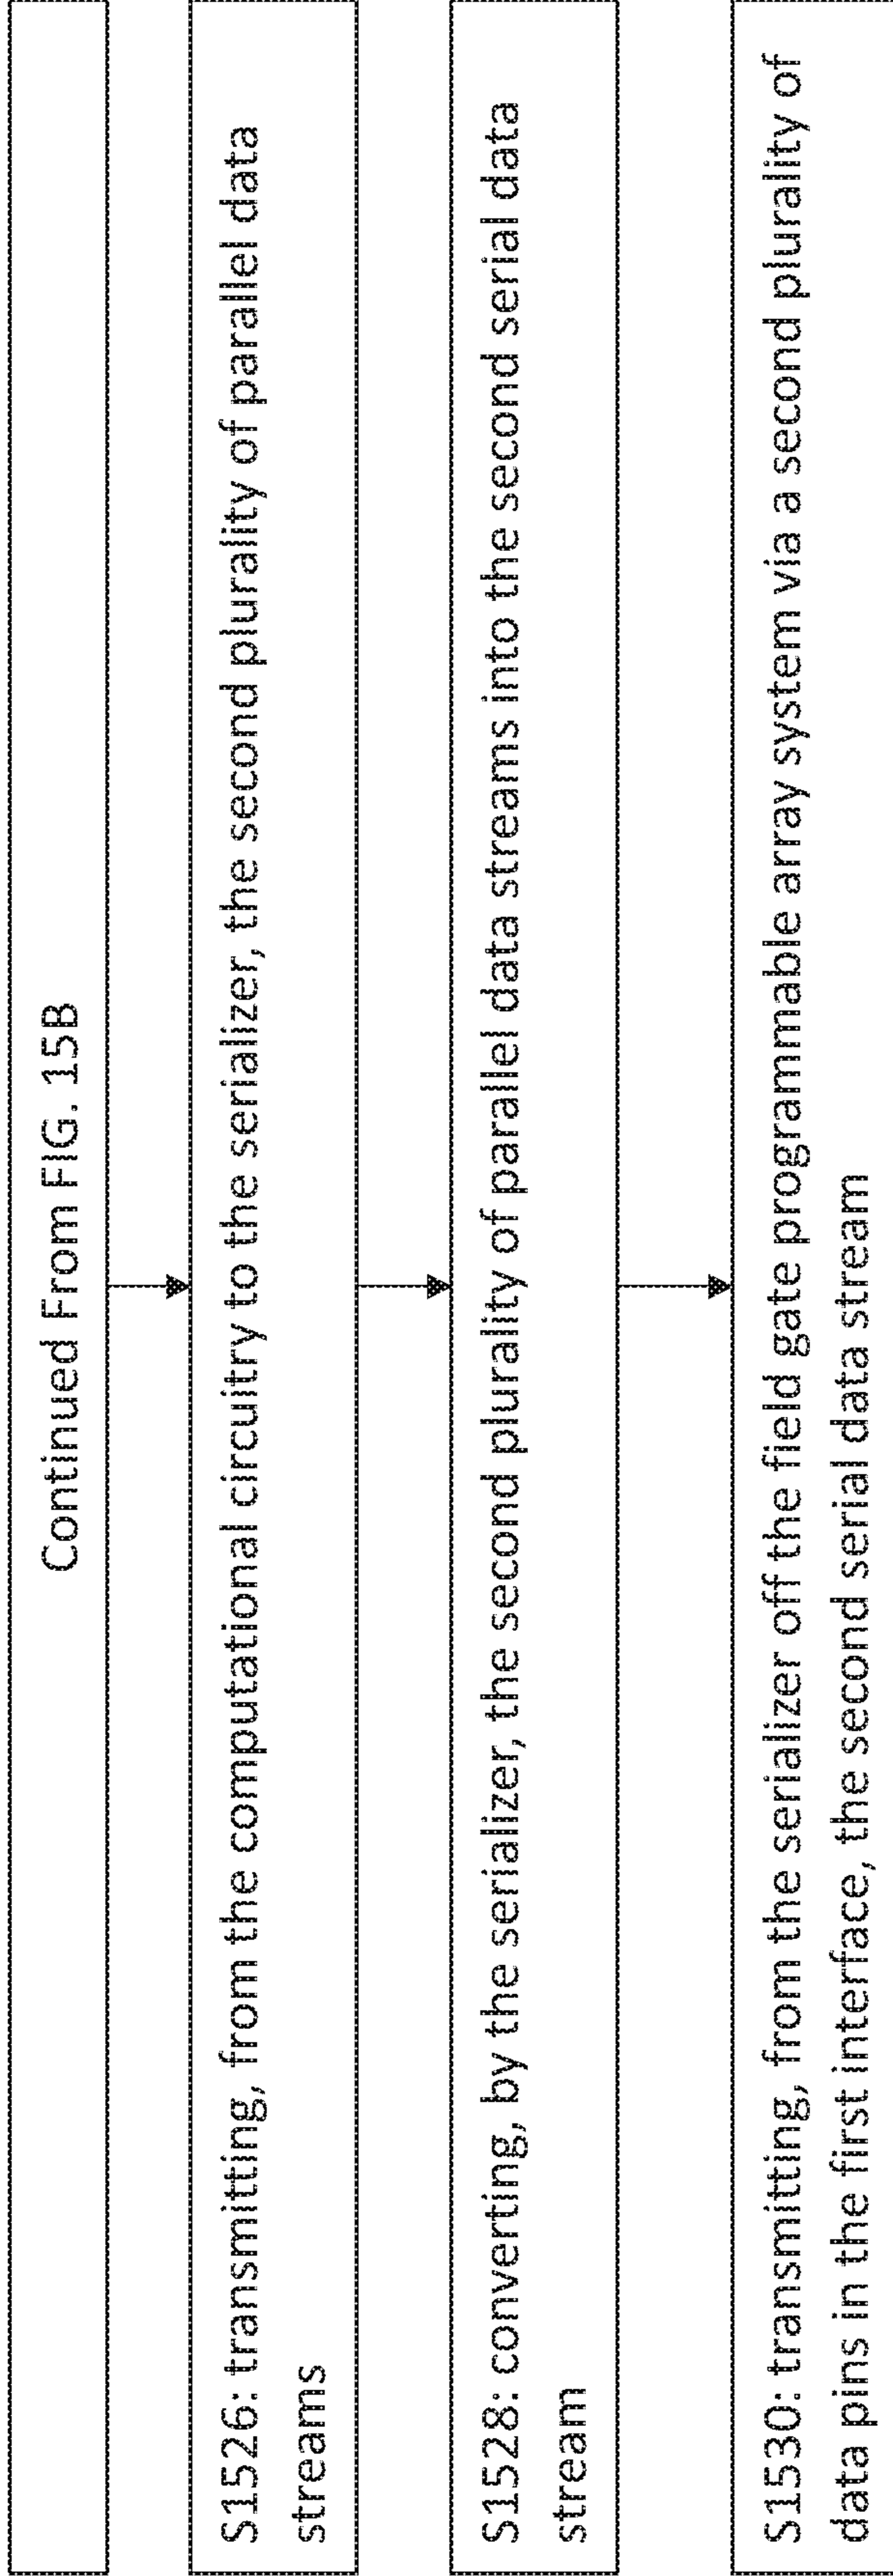 Continued From FIG. 15B
S1526: transmitting, from the computational circuitry to the serializer, the second plurality of parallel data
streams
S1528: converting, by the serializer, the second plurality of parallel data streams into the second serial data
stream
S1530: transmitting, from the serializer off the field gate programmable array system via a second plurality of
data pins in the first interface, the second serial data stream